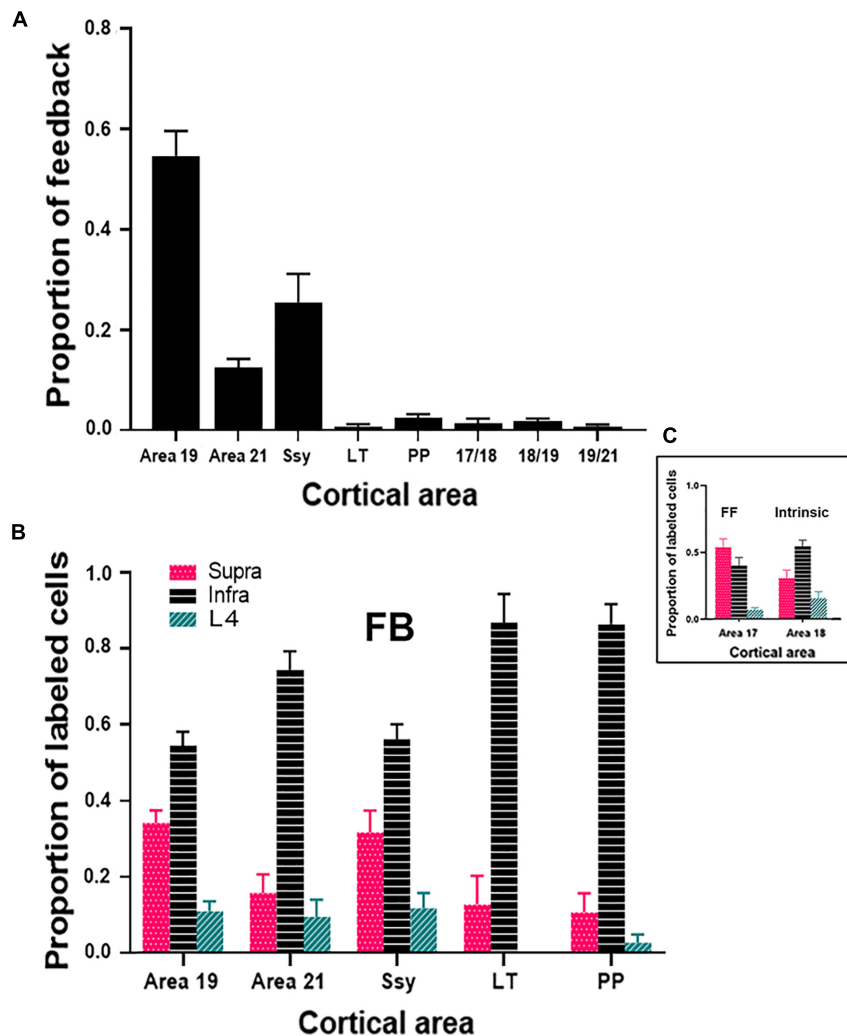 A
Proportion of feedback
0.8
0.6
0.4
0.2
0.0
Area 19 Area 21 Ssy LT PP 17/18 18/19 19/21
Cortical area
C
Proportion of labeled cells
1.0
0.5
0.0
FF Intrinsic
Area 17 Area 18
Cortical area
B
Proportion of labeled cells
1.0
0.8
0.6
0.4
0.2
0.0
Supra
Infra
L4
FB
Area 19 Area 21 Ssy LT PP
Cortical area